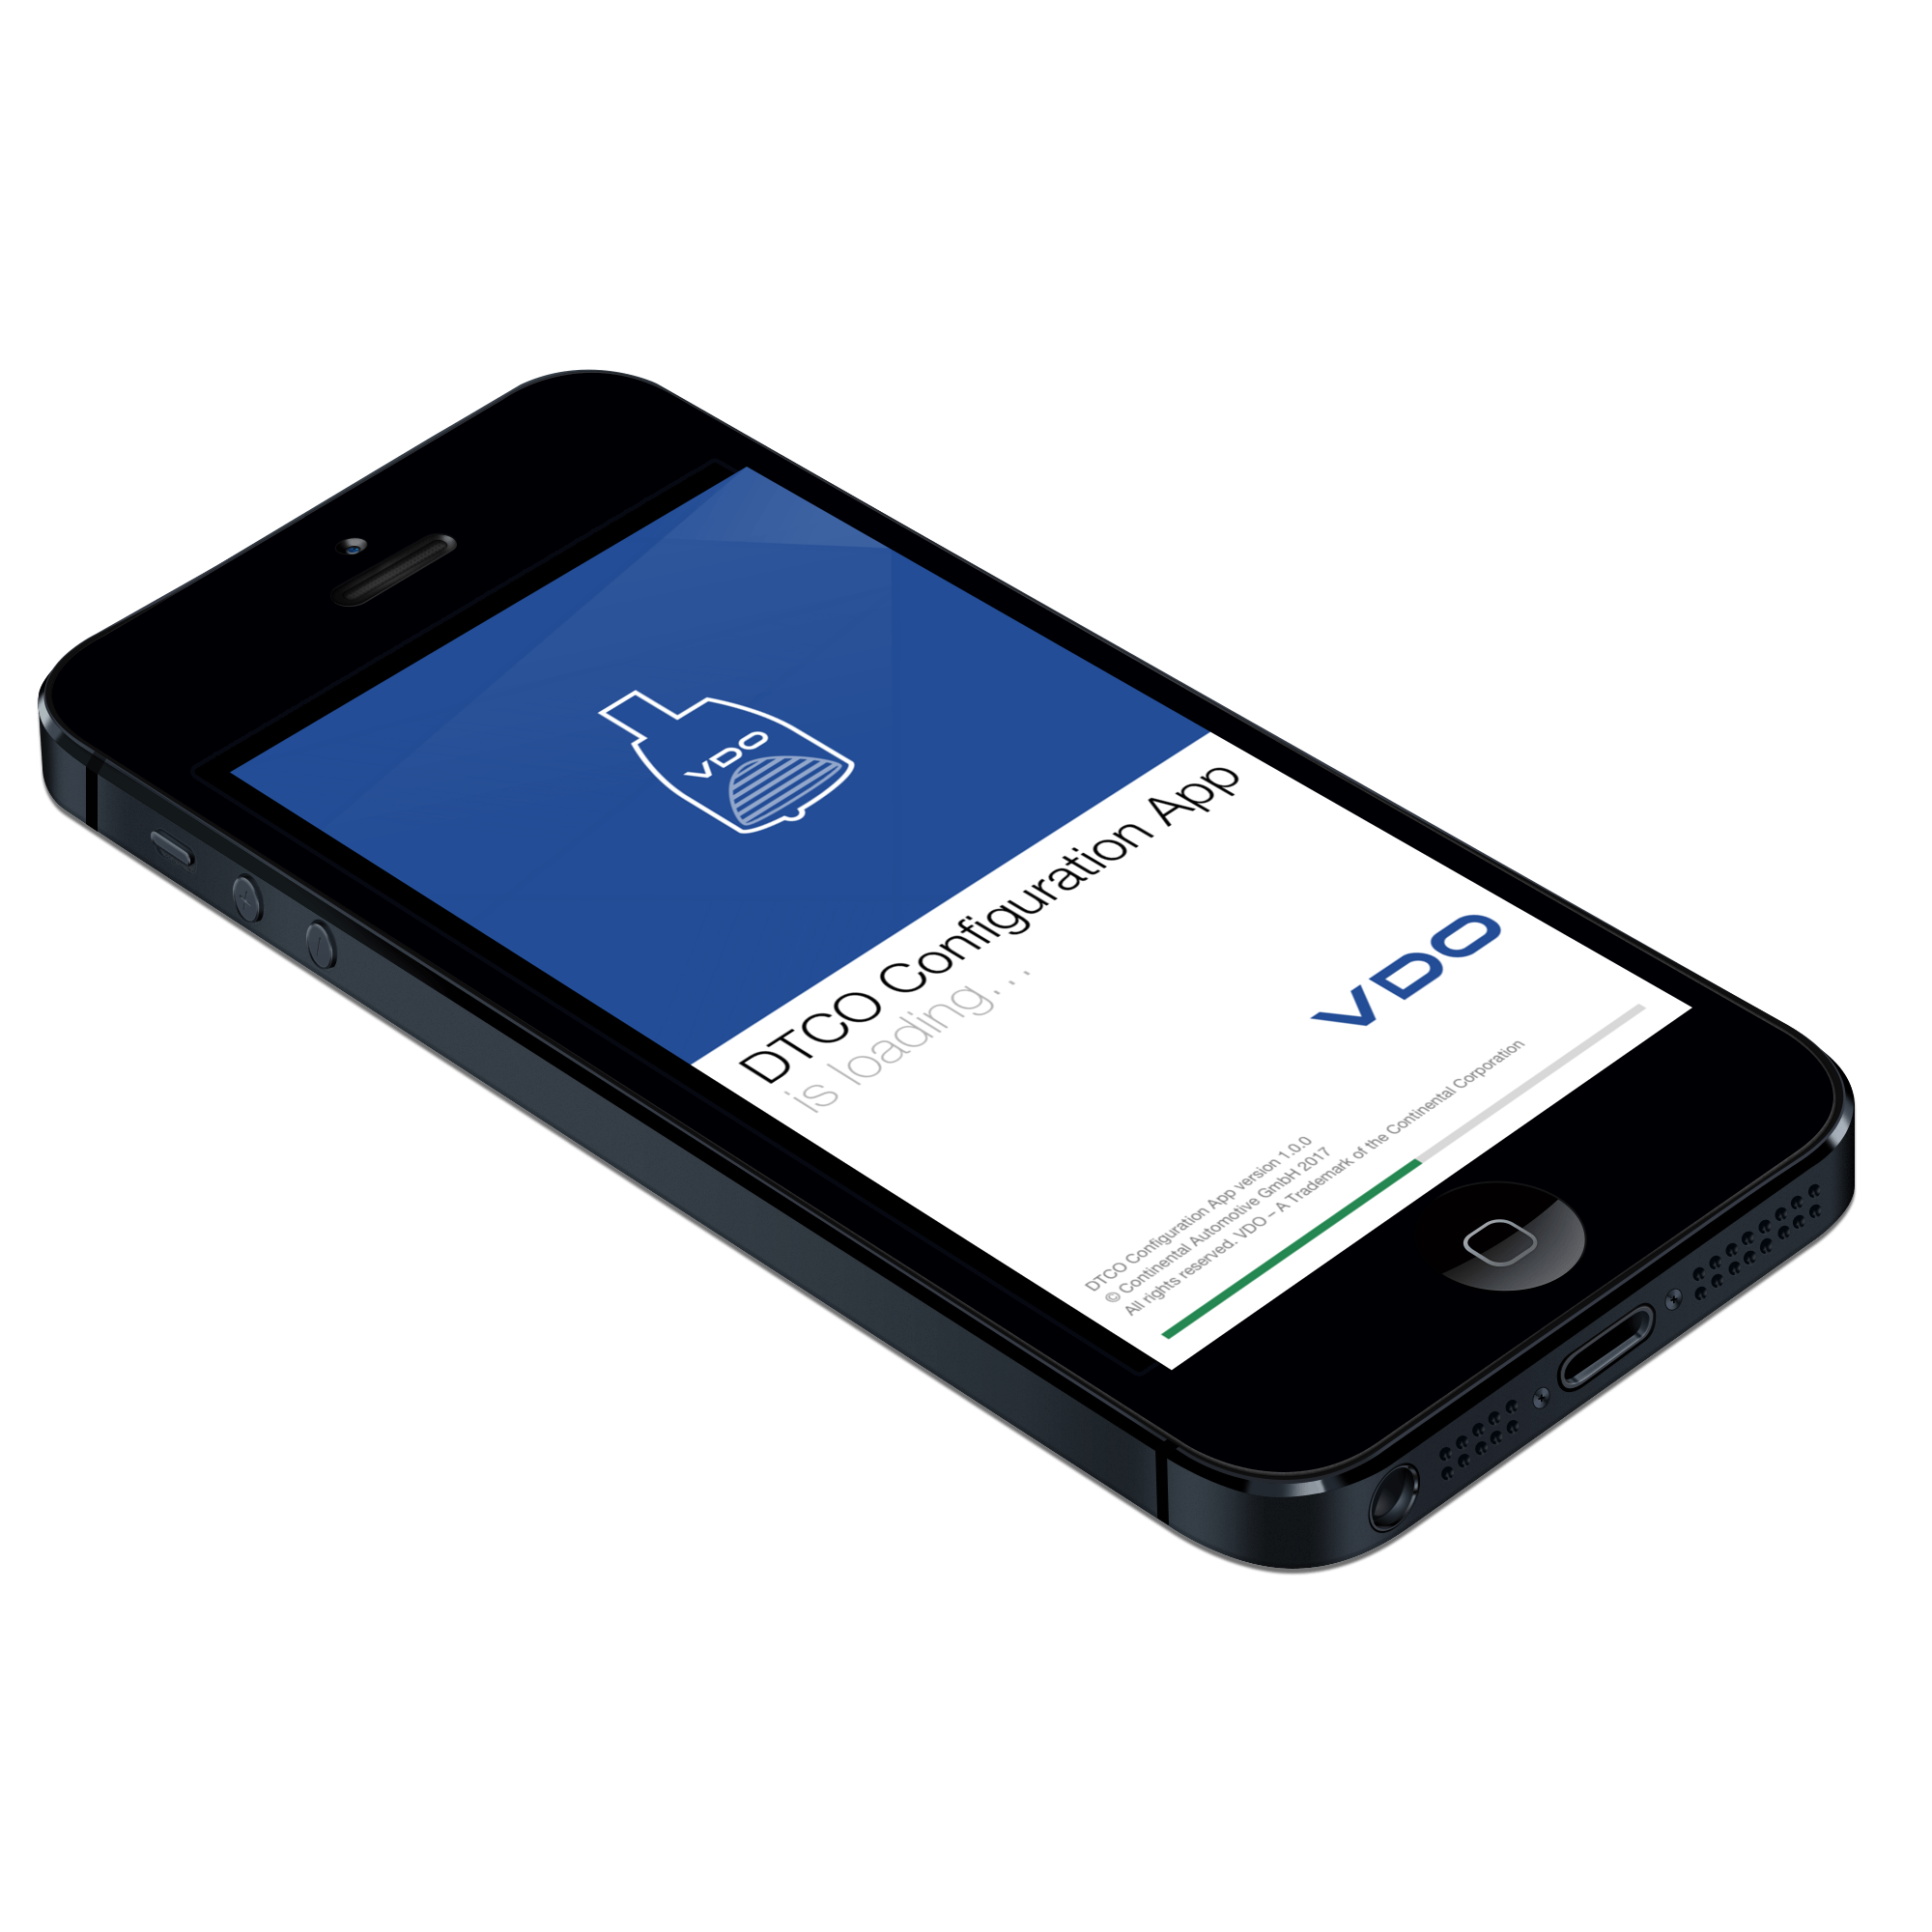 VDO
DTCO Configuration App
is loading...
VDO
DTCO Configuration App version 1.0.0
© Continental Automotive GmbH 2017
All rights reserved. VDO – A Trademark of the Continental Corporation